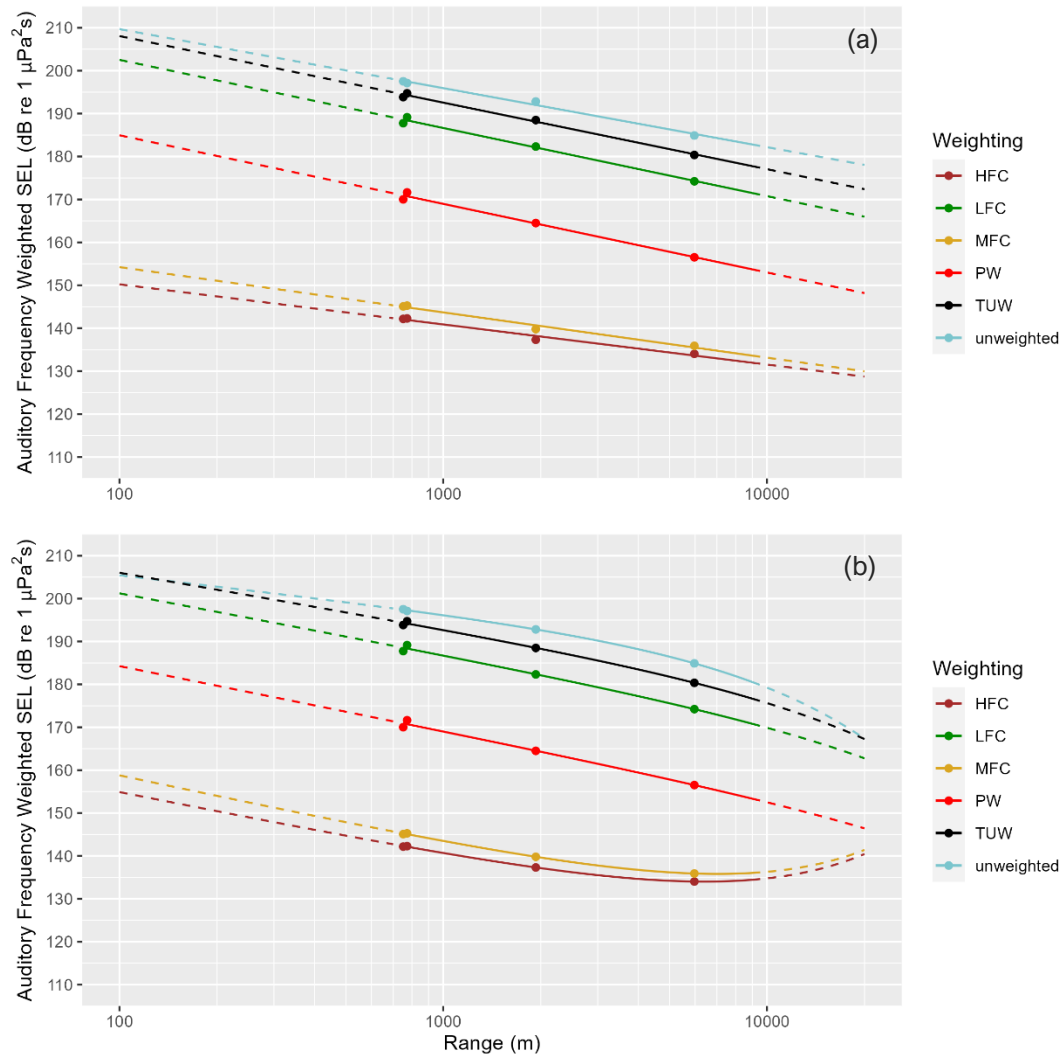 Auditory Frequency Weighted SEL (dB re 1 μPa²s)
210
200
190
180
170
160
150
140
130
120
110
(a)
100
1000
10000
Weighting
HFC
LFC
MFC
PW
TUW
unweighted
Auditory Frequency Weighted SEL (dB re 1 μPa²s)
210
200
190
180
170
160
150
140
130
120
110
(b)
100
1000
10000
Range (m)
Weighting
HFC
LFC
MFC
PW
TUW
unweighted